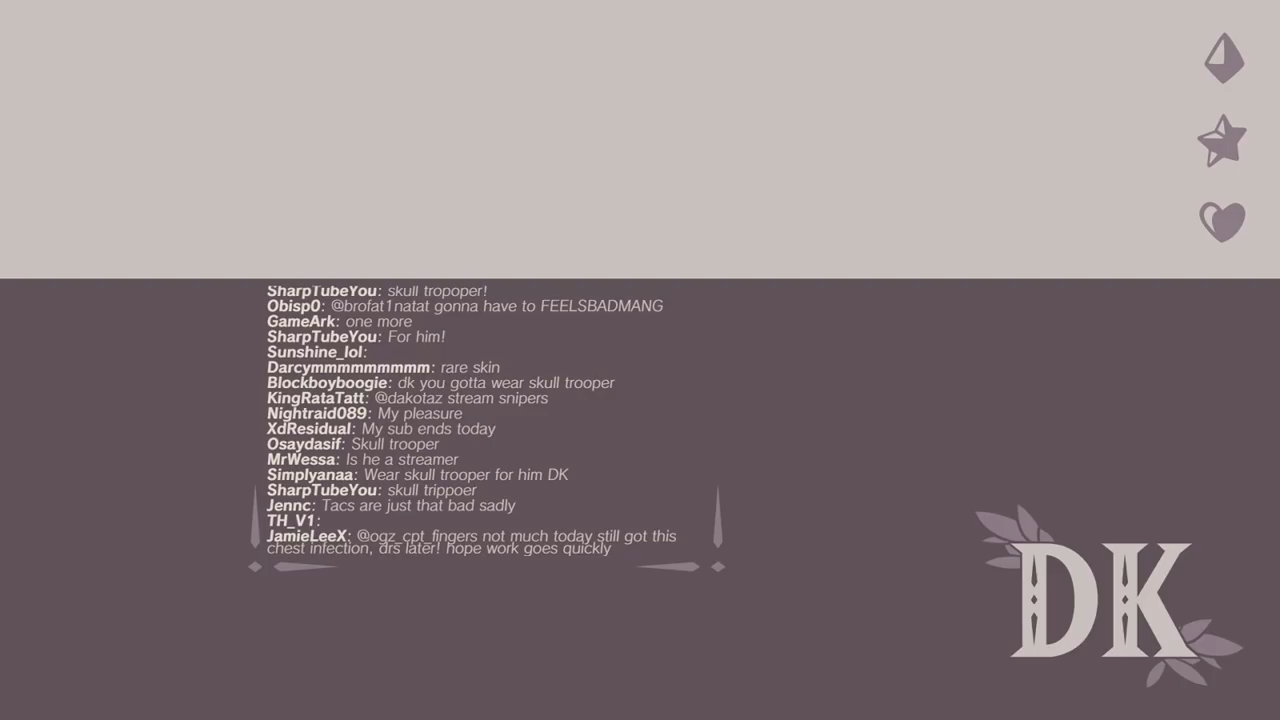 SharpTubeYou: skull tropoper!
Obisp0: @brofat1natat gonna have to FEELSBADMANG
GameArk: one more
SharpTubeYou: For him!
Sunshine_lol:
Darcymmmmmmmmm: rare skin
Blockboyboogie: dk you gotta wear skull trooper
KingRataTatt: @dakotaz stream snipers
Nightraid089: My pleasure
XdResidual: My sub ends today
Osaydasif: Skull trooper
MrWessa: Is he a streamer
Simplyanaa: Wear skull trooper for him DK
SharpTubeYou: skull trippoer
Jennc: Tacs are just that bad sadly
TH_V1:
JamieLeeX: @ogz_cpt_fingers not much today still got this
chest infection, drs later! hope work goes quickly
DK